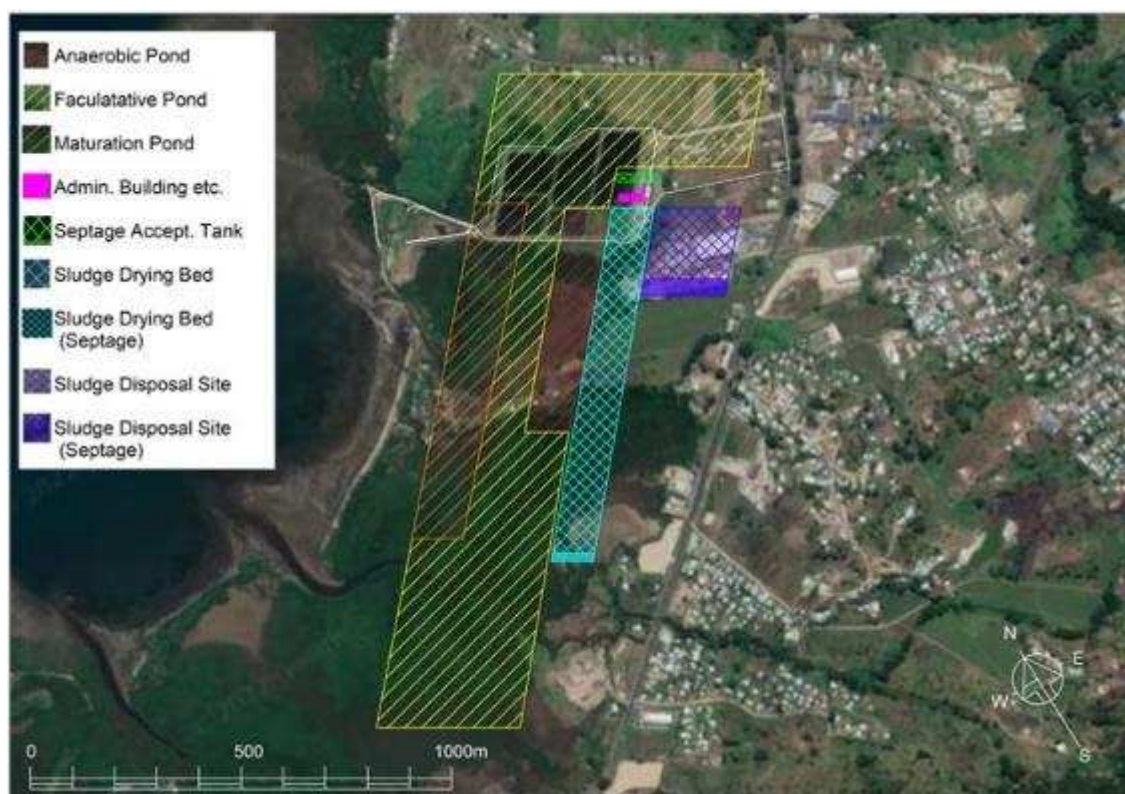 Anaerobic Pond
Faculatative Pond
Maturation Pond
Admin. Building etc.
Septage Accept. Tank
Sludge Drying Bed
Sludge Drying Bed
(Septage)
Sludge Disposal Site
Sludge Disposal Site
(Septage)
N
E
W
S
0 500 1000m